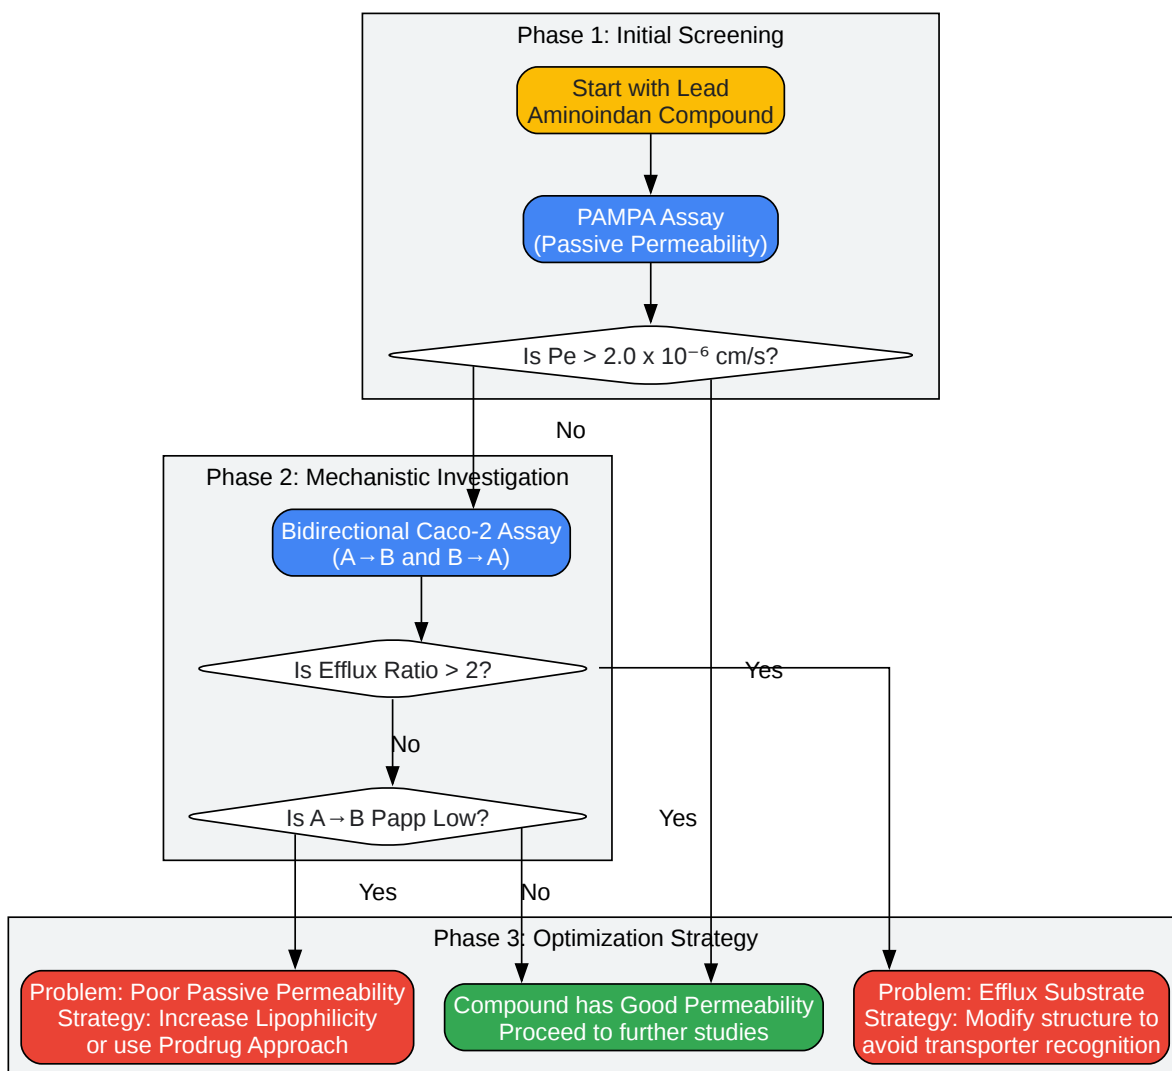 Phase 1: Initial Screening
Start with Lead
Aminoindan Compound
PAMPA Assay
(Passive Permeability)
Is Pe > 2.0 x 10⁻⁶ cm/s?
No
Phase 2: Mechanistic Investigation
Bidirectional Caco-2 Assay
(A→B and B→A)
Is Efflux Ratio > 2?
Yes
No
Is A→B Papp Low?
Yes
Yes
No
Phase 3: Optimization Strategy
Problem: Poor Passive Permeability
Strategy: Increase Lipophilicity
or use Prodrug Approach
Compound has Good Permeability
Proceed to further studies
Problem: Efflux Substrate
Strategy: Modify structure to
avoid transporter recognition